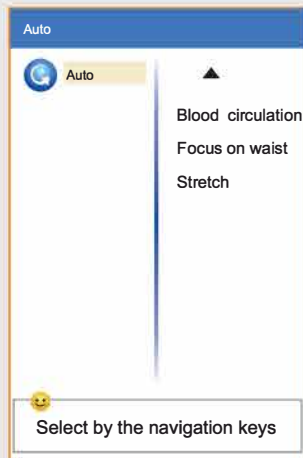 Auto
Auto
Blood circulation
Focus on waist
Stretch
Select by the navigation keys